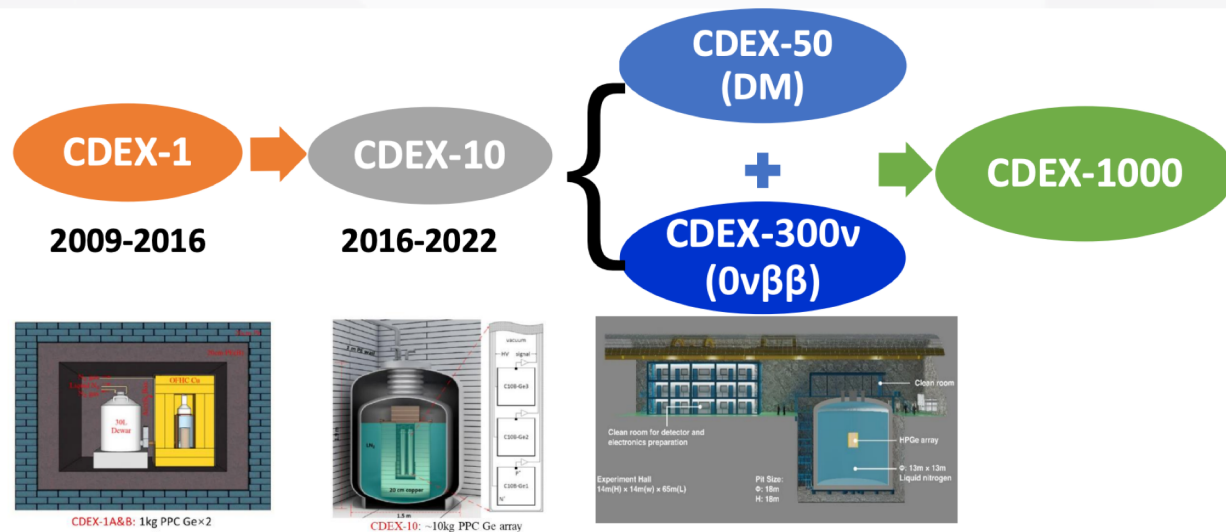 CDEX-50
(DM)
CDEX-1
CDEX-10
+
CDEX-1000
CDEX-300ν
(0νββ)
2009-2016
2016-2022
OFHC Cu
30L
Dewar
CDEX-1A&B: 1kg PPC Ge×2
1 m PE wall
LN₂
20 cm copper
1.5 m
vacuum
HV signal
C10B-Ge3
C10B-Ge2
C10B-Ge1
P⁺
N⁺
CDEX-10: ~10kg PPC Ge array
Clean room
Clean room for detector and
electronics preparation
HPGe array
Φ: 13m x 13m
Liquid nitrogen
Experiment Hall
14m(H) x 14m(w) x 65m(L)
Pit Size:
Φ: 18m
H: 18m